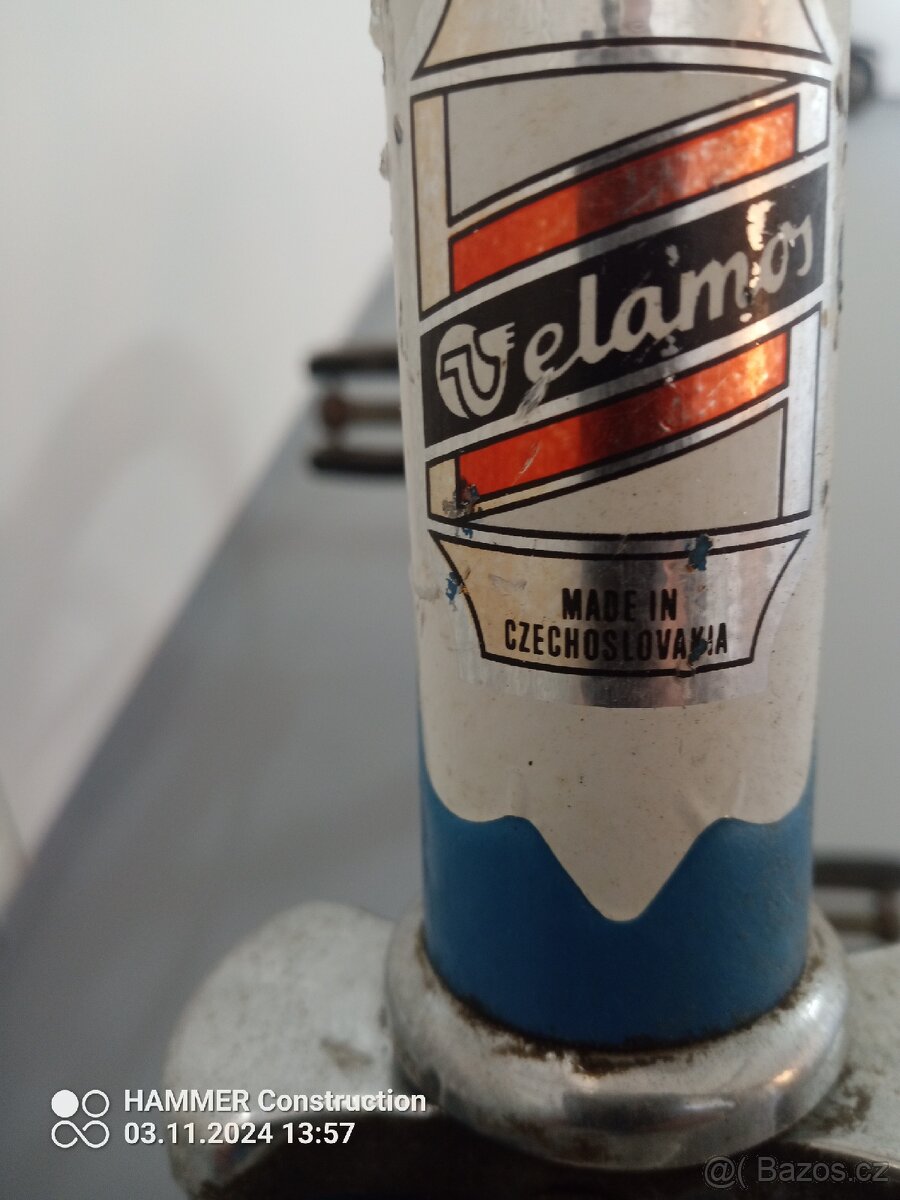 Velamos
MADE IN
CZECHOSLOVAKIA
HAMMER Construction
03.11.2024 13:57
@( Bazos.cz